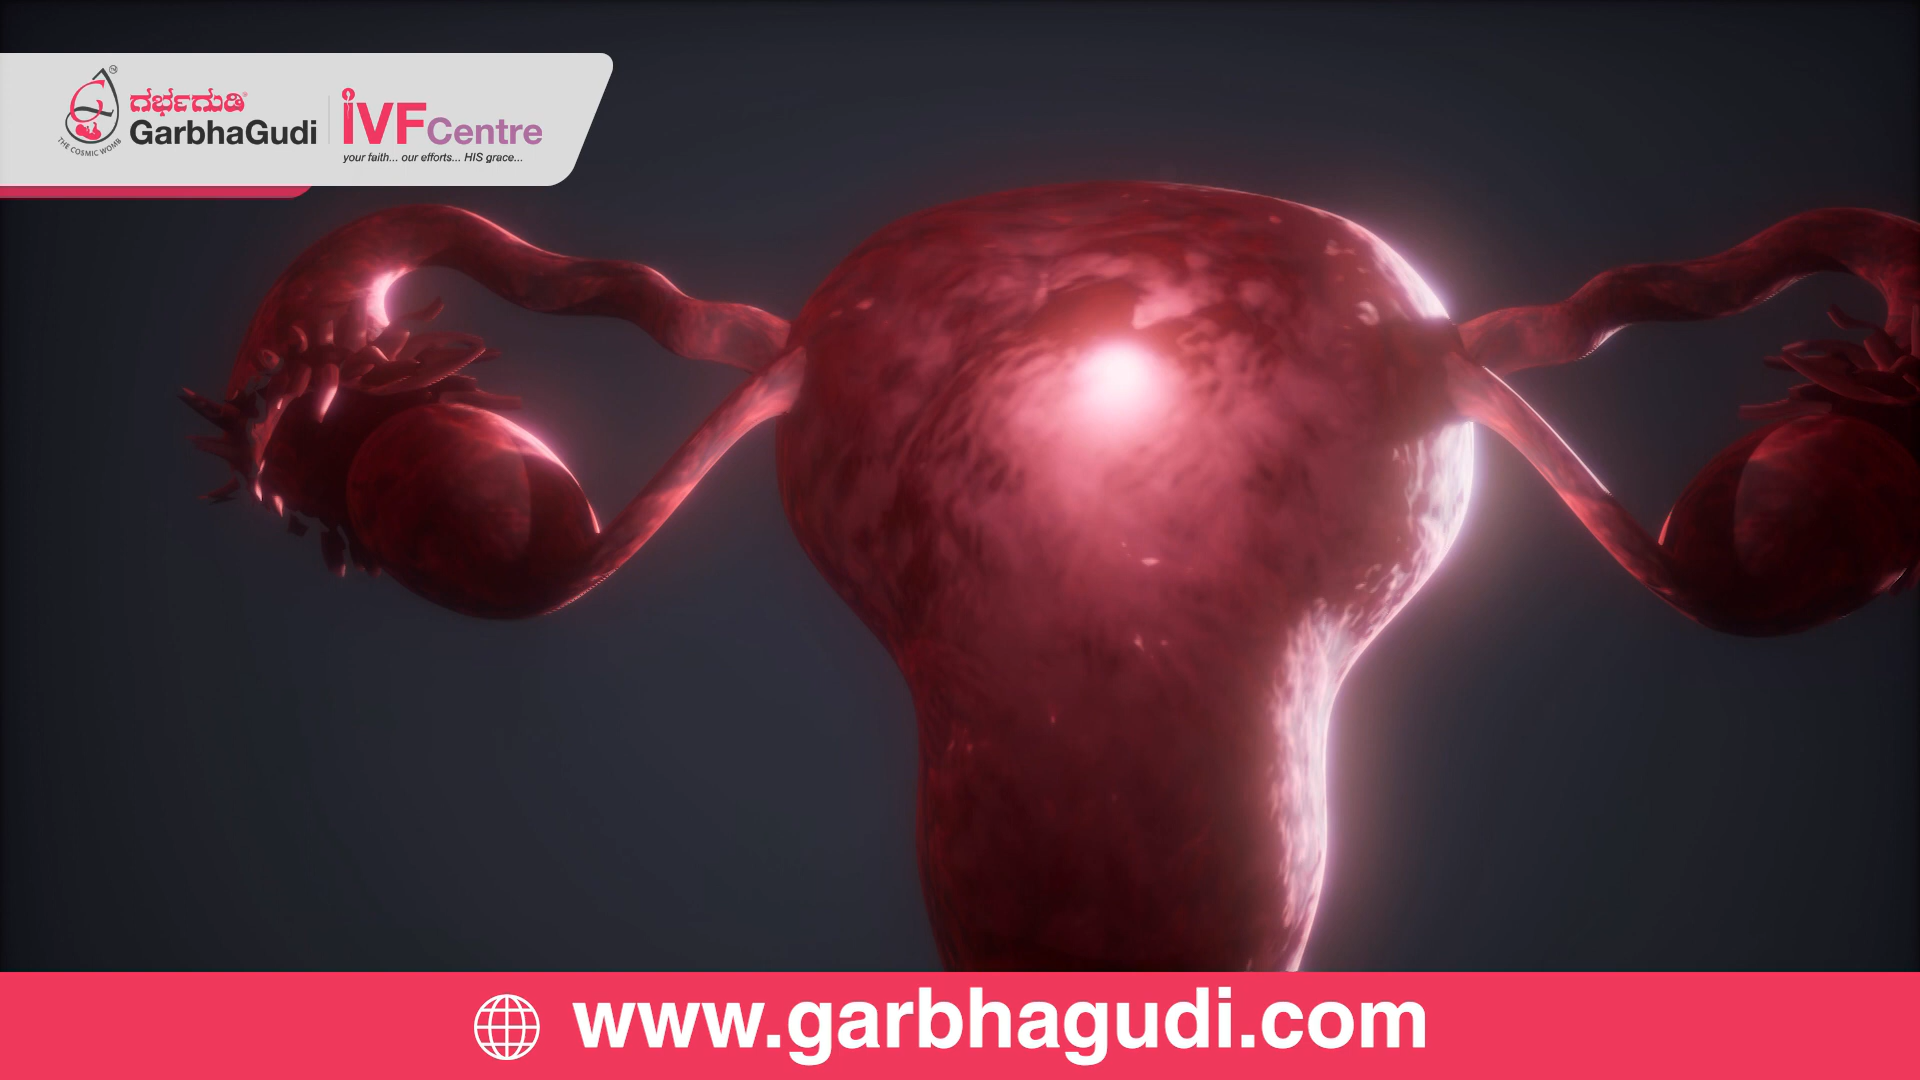 ಗರ್ಭಗುಡಿ
GarbhaGudi
THE COSMIC WOMB
IVF Centre
your faith... our efforts... HIS grace...
www.garbhagudi.com